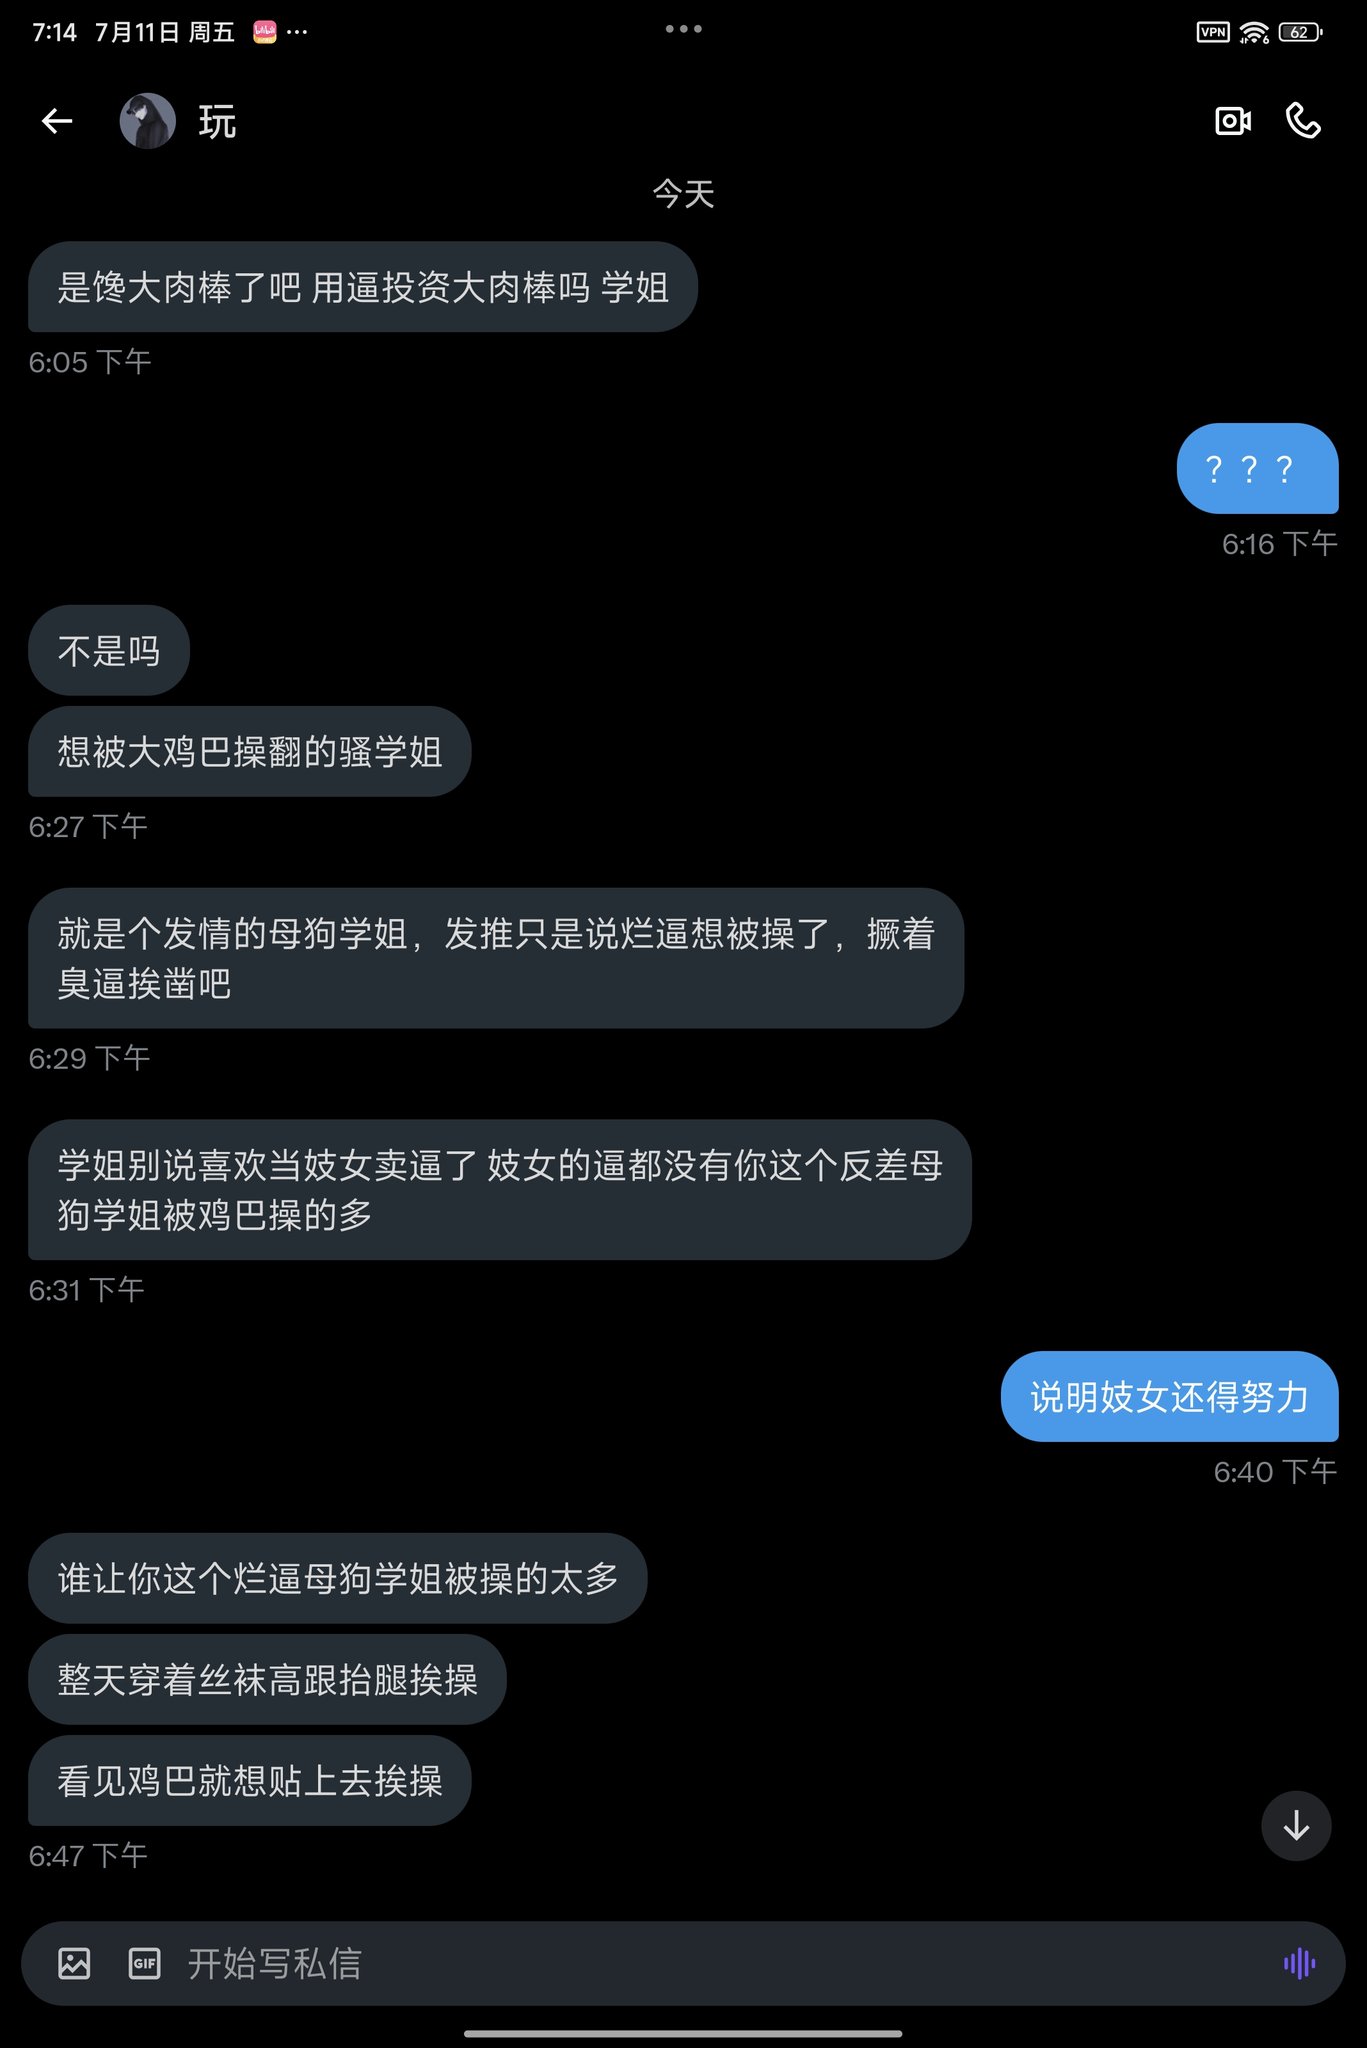 7:14 7月11日 周五
VPN
6
62
玩
今天
是馋大肉棒了吧 用逼投资大肉棒吗 学姐
6:05 下午
？？？
6:16 下午
不是吗
想被大鸡巴操翻的骚学姐
6:27 下午
就是个发情的母狗学姐，发推只是说烂逼想被操了，撅着
臭逼挨凿吧
6:29 下午
学姐别说喜欢当妓女卖逼了 妓女的逼都没有你这个反差母
狗学姐被鸡巴操的多
6:31 下午
说明妓女还得努力
6:40 下午
谁让你这个烂逼母狗学姐被操的太多
整天穿着丝袜高跟抬腿挨操
看见鸡巴就想贴上去挨操
6:47 下午
GIF 开始写私信